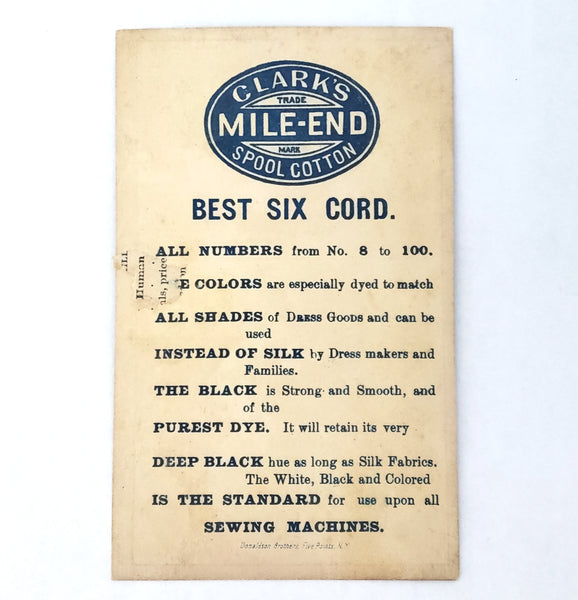 CLARK'S
TRADE
MILE-END
MARK
SPOOL COTTON
BEST SIX CORD.
ALL NUMBERS from No. 8 to 100.
E COLORS are especially dyed to match
ALL SHADES of DRESS GOODS and can be
used
INSTEAD OF SILK by Dress makers and
Families.
THE BLACK is Strong and Smooth, and
of the
PUREST DYE. It will retain its very
DEEP BLACK hue as long as Silk Fabrics.
The White, Black and Colored
IS THE STANDARD for use upon all
SEWING MACHINES.
Donaldson Brothers, Five Points, N.Y.
Human
als, price